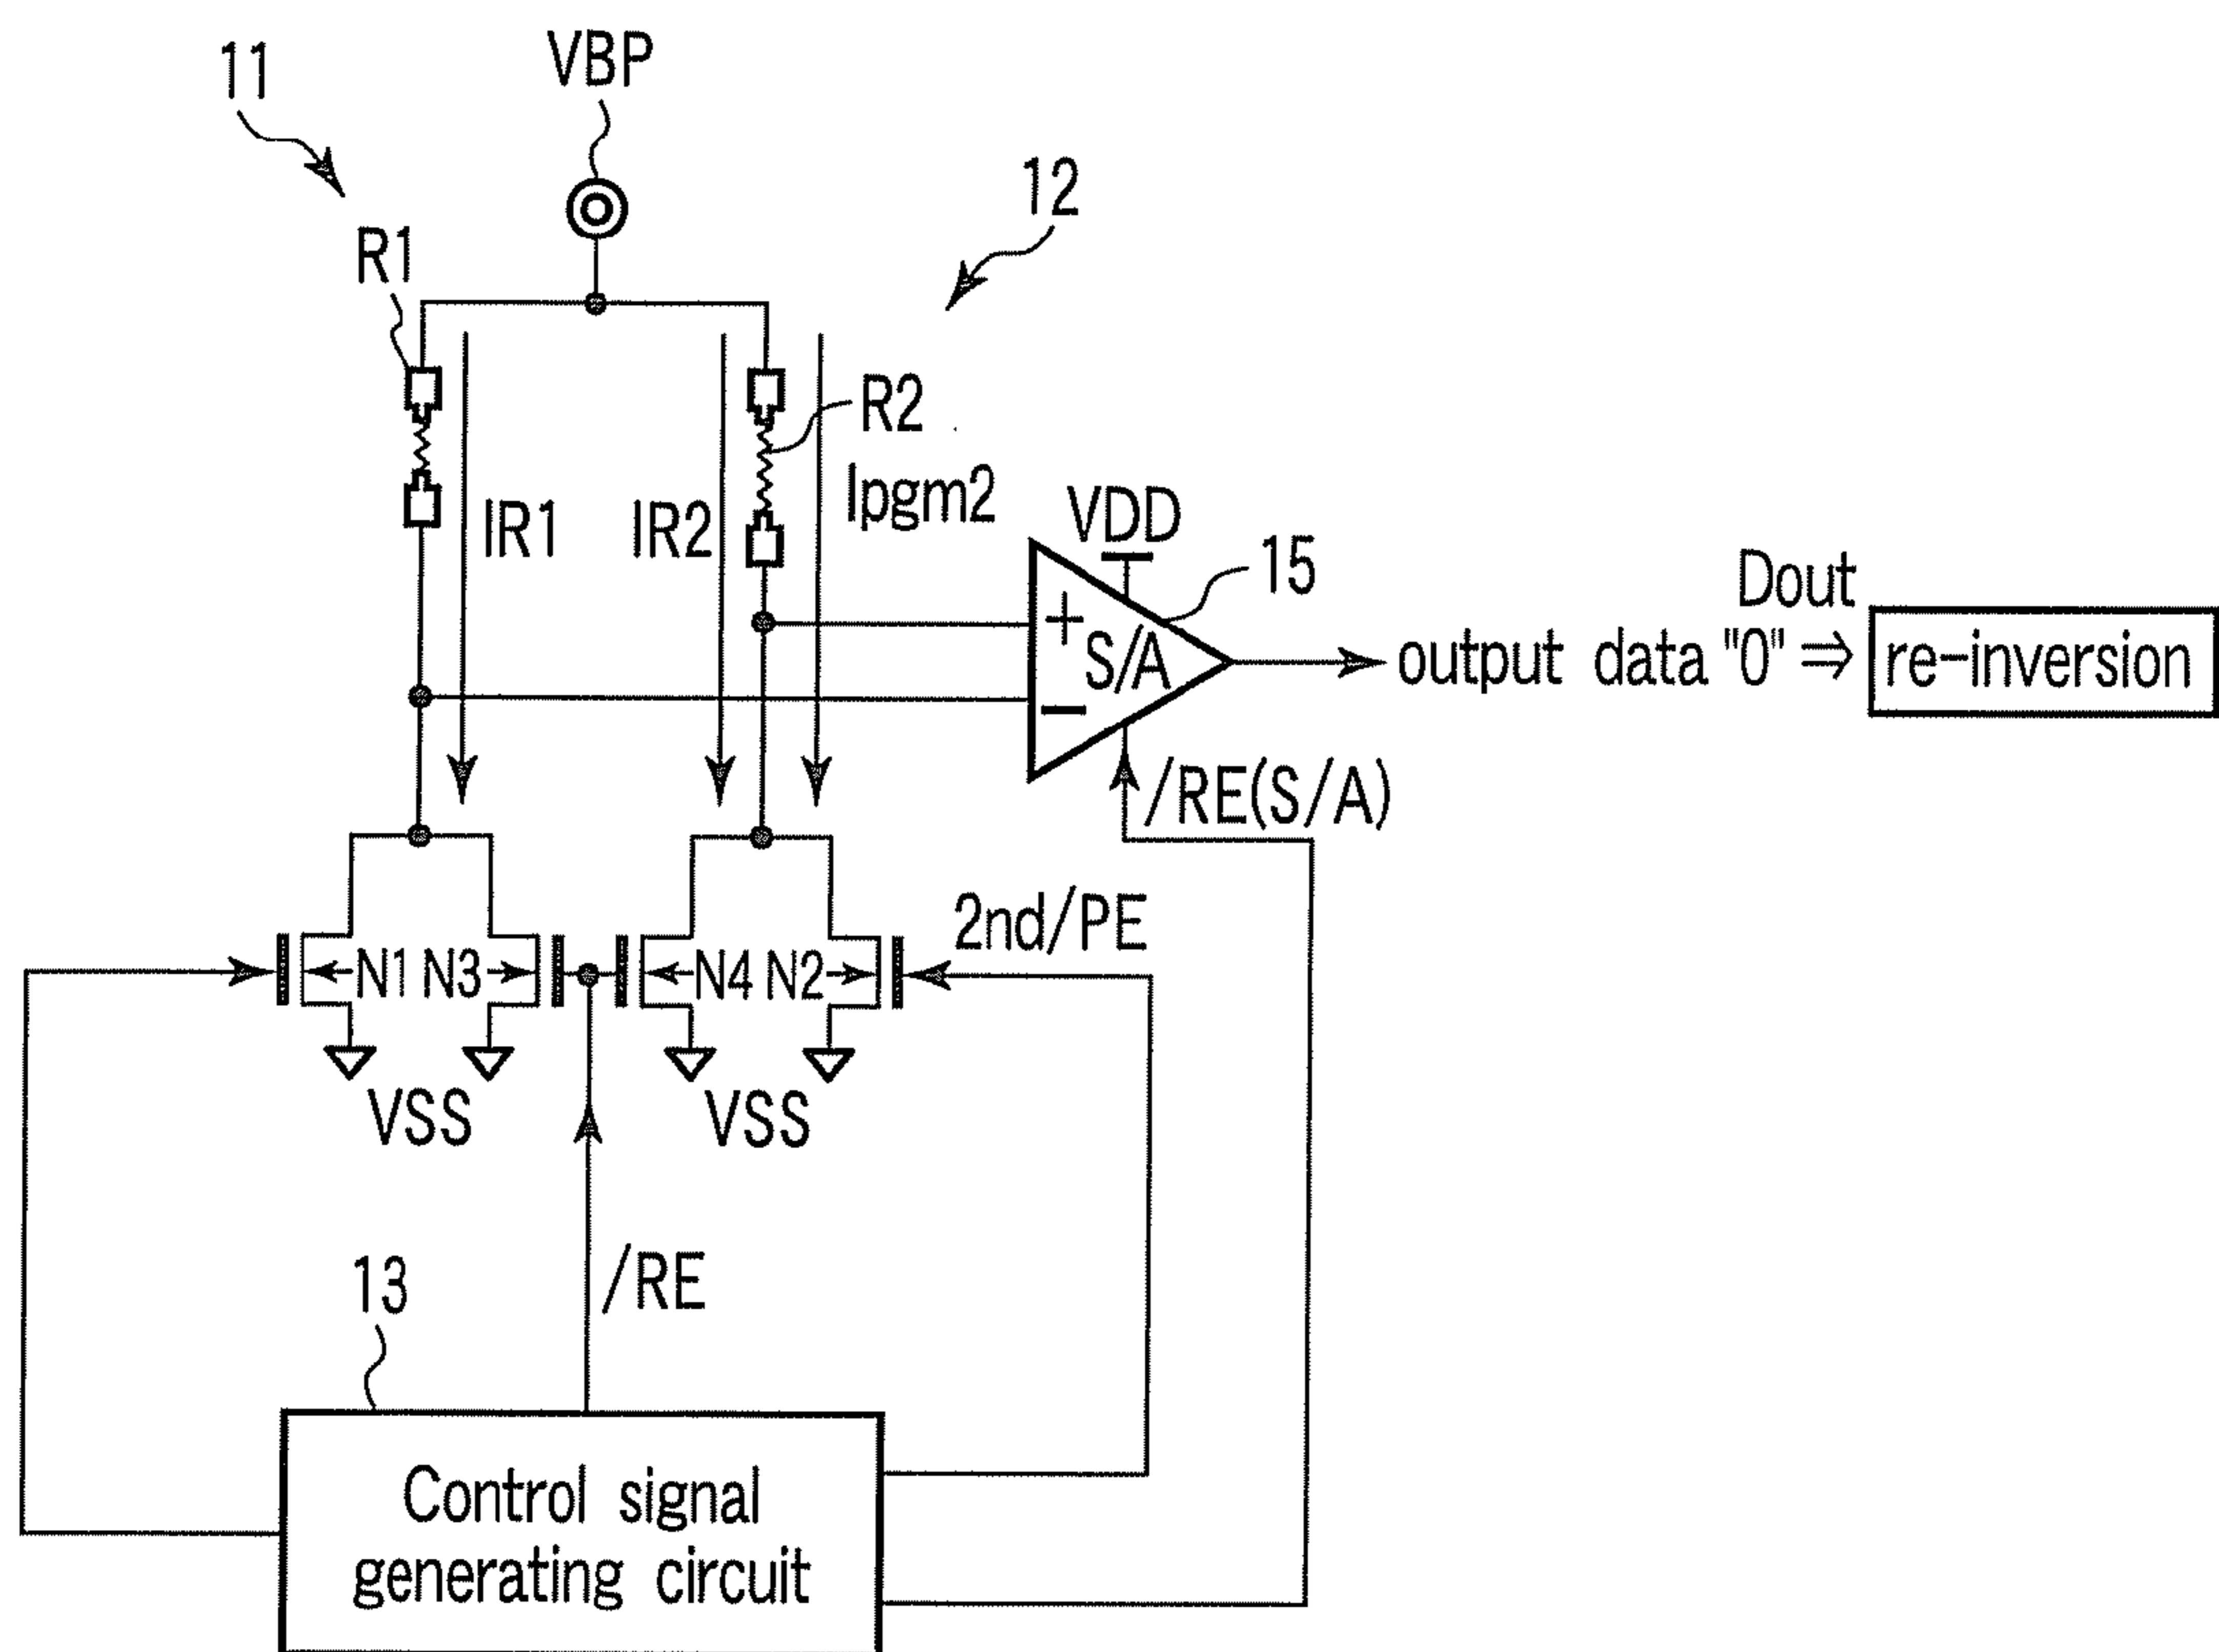 11
VBP
12
R1
R2
IR1
IR2
Ipgm2
VDD
15
+
S/A
−
Dout
output data "0" ⇒ re-inversion
/RE(S/A)
N1 N3
N4 N2
2nd/PE
VSS
VSS
/RE
13
Control signal
generating circuit